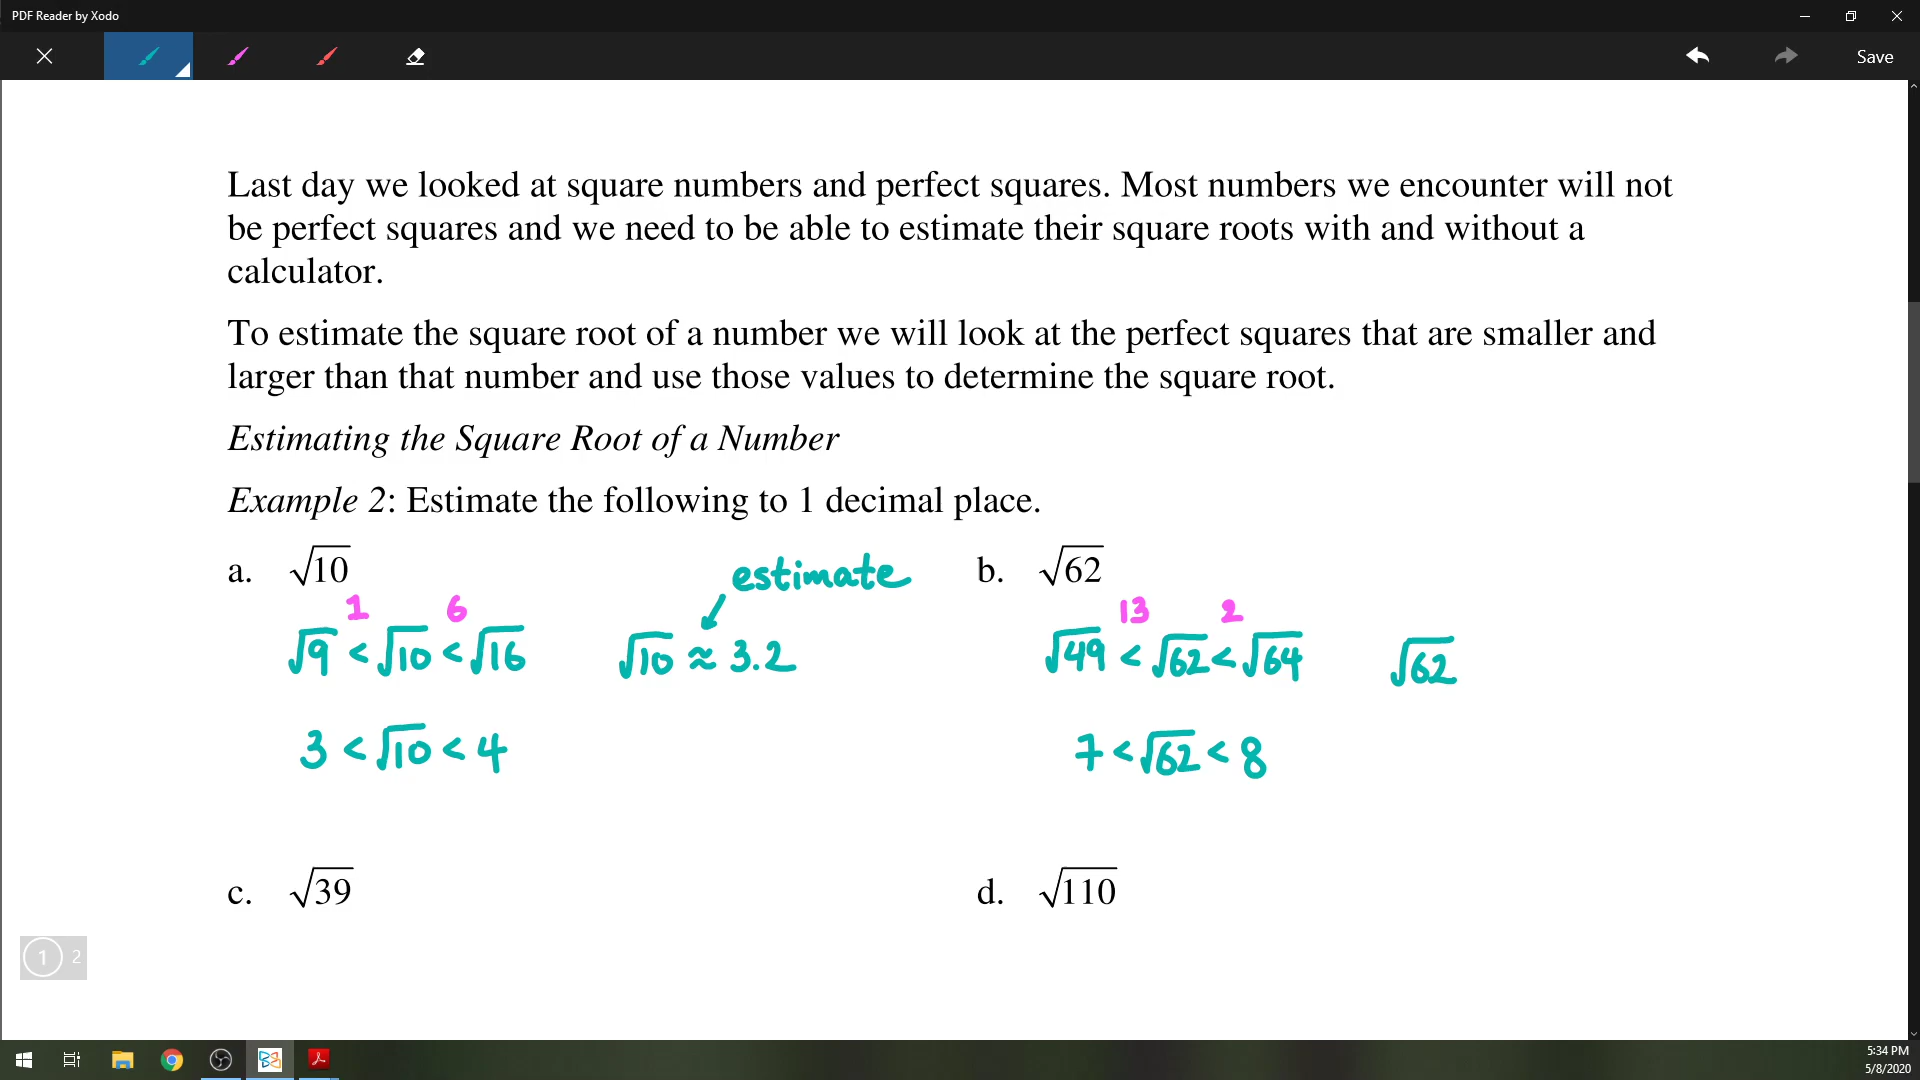 PDF Reader by Xodo
Save
Last day we looked at square numbers and perfect squares. Most numbers we encounter will not
be perfect squares and we need to be able to estimate their square roots with and without a
calculator.
To estimate the square root of a number we will look at the perfect squares that are smaller and
larger than that number and use those values to determine the square root.
Estimating the Square Root of a Number
Example 2: Estimate the following to 1 decimal place.
a. √10
estimate
1 6
√9 < √10 < √16
√10 ≈ 3.2
3 < √10 < 4
b. √62
13 2
√49 < √62 < √64
√62
7 < √62 < 8
c. √39
d. √110
1 2
5:34 PM
5/8/2020